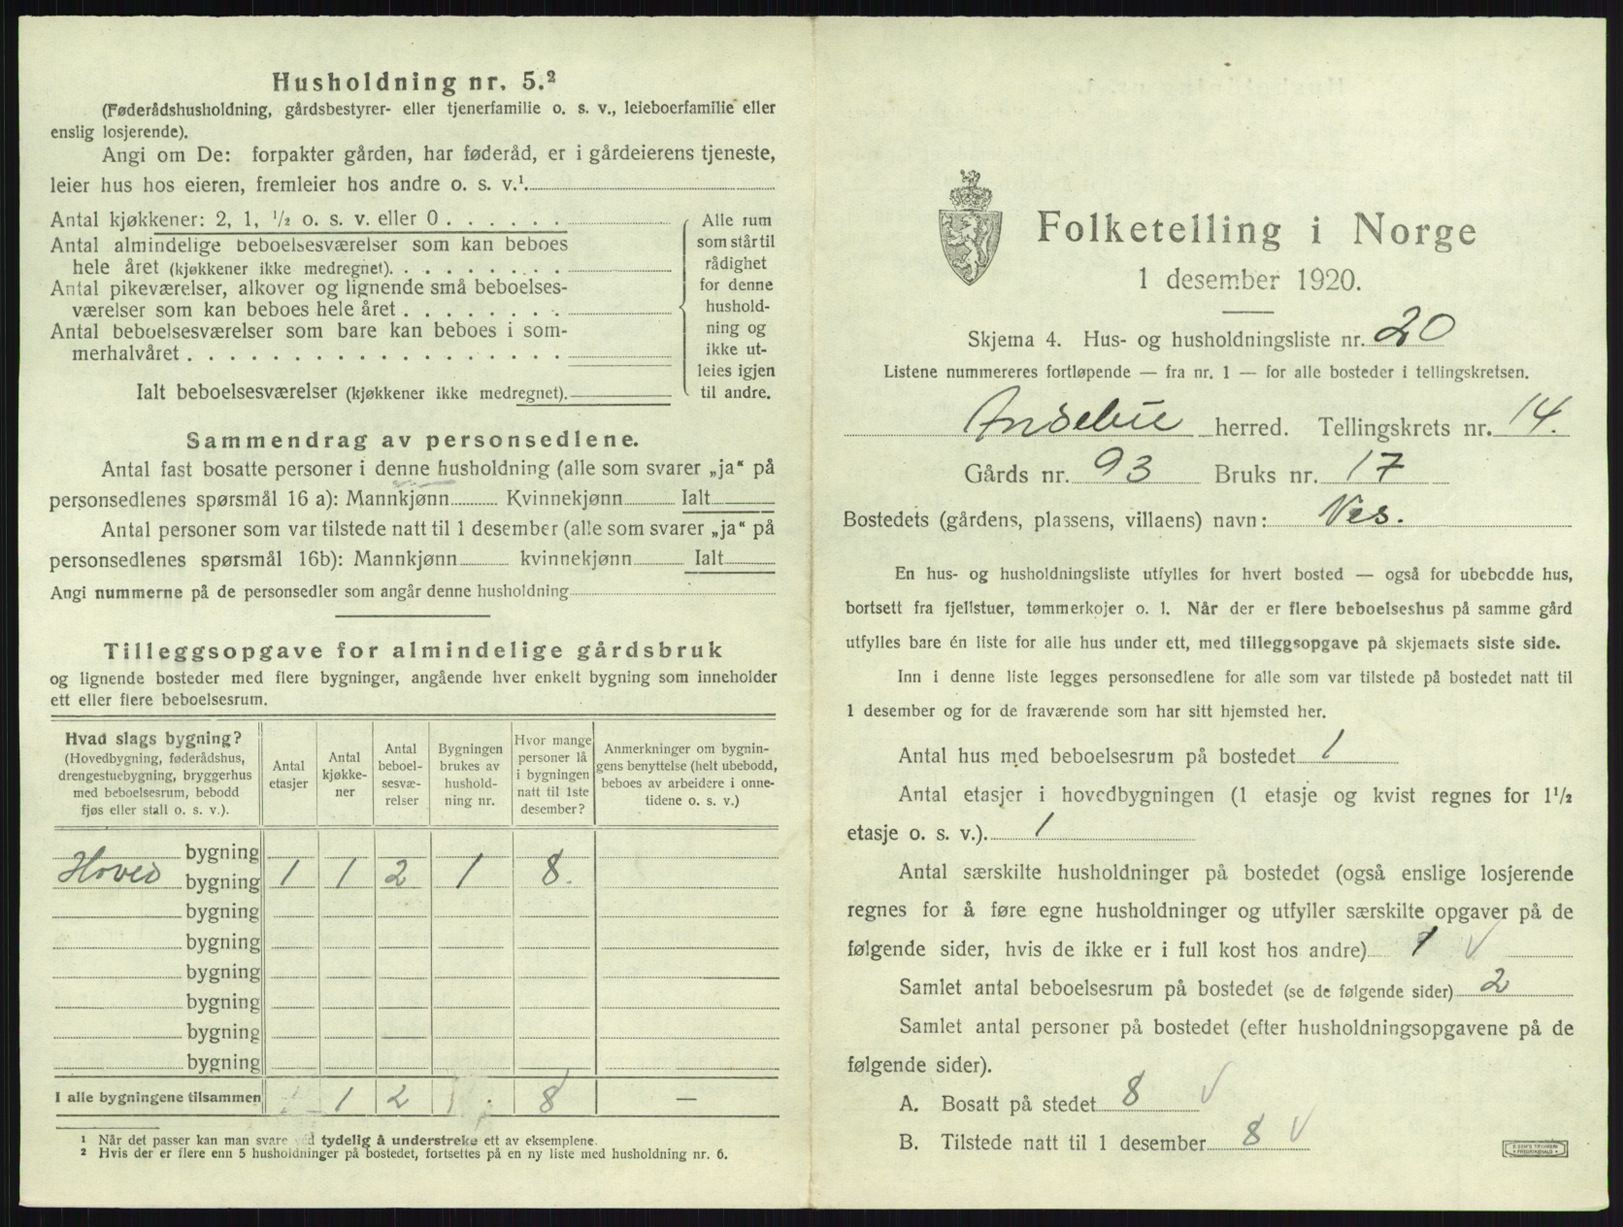 Husholdning nr. 5.²
(Føderådshusholdning, gårdsbestyrer- eller tjenerfamilie o. s. v., leieboerfamilie eller
enslig losjerende).
Angi om De: forpakter gården, har føderåd, er i gårdeierens tjeneste,
leier hus hos eieren, fremleier hos andre o. s. v.¹.
Antal kjøkkener: 2, 1, ½ o. s. v. eller 0 . . . . . .
Antal almindelige beboelsesværelser som kan beboes
hele året (kjøkkener ikke medregnet). . . . . . . . .
Antal pikeværelser, alkover og lignende små beboelses-
værelser som kan beboes hele året . . . . . . . .
Antal beboelsesværelser som bare kan beboes i som-
merhalvåret . . . . . . . . . . . . . . . . .
Ialt beboelsesværelser (kjøkkener ikke medregnet).
Alle rum
som står til
rådighet
for denne
hushold-
ning og
ikke ut-
leies igjen
til andre.
Sammendrag av personsedlene.
Antal fast bosatte personer i denne husholdning (alle som svarer „ja“ på
personsedlenes spørsmål 16 a): Mannkjønn Kvinnekjønn Ialt
Antal personer som var tilstede natt til 1 desember (alle som svarer „ja“ på
personsedlenes spørsmål 16b): Mannkjønn kvinnekjønn Ialt
Angi nummerne på de personsedler som angår denne husholdning
Tilleggsopgave for almindelige gårdsbruk
og lignende bosteder med flere bygninger, angående hver enkelt bygning som inneholder
ett eller flere beboelsesrum.
Hvad slags bygning?
(Hovedbygning, føderådshus,
drengestuebygning, bryggerhus
med beboelsesrum, bebodd
fjøs eller stall o. s. v.).
Antal
etasjer
Antal
kjøkke-
ner
Antal
beboel-
sesvæ-
relser
Bygningen
brukes av
hushold-
ning nr.
Hvor mange
personer lå
i bygningen
natt til 1ste
desember?
Anmerkninger om bygnin-
gens benyttelse (helt ubebodd,
beboes av arbeidere i onne-
tidene o. s. v.)
bygning
Hoved bygning 1 1 2 1 8.
bygning
bygning
bygning
bygning
bygning
bygning
I alle bygningene tilsammen 1 2 8 —
¹ Når det passer kan man svare ved tydelig å understreke ett av eksemplene.
² Hvis der er flere enn 5 husholdninger på bostedet, fortsettes på en ny liste med husholdning nr. 6.
Folketelling i Norge
1 desember 1920.
Skjema 4. Hus- og husholdningsliste nr. 20
Listene nummereres fortløpende — fra nr. 1 — for alle bosteder i tellingskretsen.
Andebu herred. Tellingskrets nr. 14.
Gårds nr. 93 Bruks nr. 17
Bostedets (gårdens, plassens, villaens) navn: Nes.
En hus- og husholdningsliste utfylles for hvert bosted — også for ubebodde hus,
bortsett fra fjellstuer, tømmerkojer o. l. Når der er flere beboelseshus på samme gård
utfylles bare én liste for alle hus under ett, med tilleggsopgave på skjemaets siste side.
Inn i denne liste legges personsedlene for alle som var tilstede på bostedet natt til
1 desember og for de fraværende som har sitt hjemsted her.
Antal hus med beboelsesrum på bostedet 1
Antal etasjer i hovedbygningen (1 etasje og kvist regnes for 1½
etasje o. s. v.). 1
Antal særskilte husholdninger på bostedet (også enslige losjerende
regnes for å føre egne husholdninger og utfyller særskilte opgaver på de
følgende sider, hvis de ikke er i full kost hos andre) 1 √
Samlet antal beboelsesrum på bostedet (se de følgende sider) 2
Samlet antal personer på bostedet (efter husholdningsopgavene på de
følgende sider).
A. Bosatt på stedet 8 √
B. Tilstede natt til 1 desember 8 √